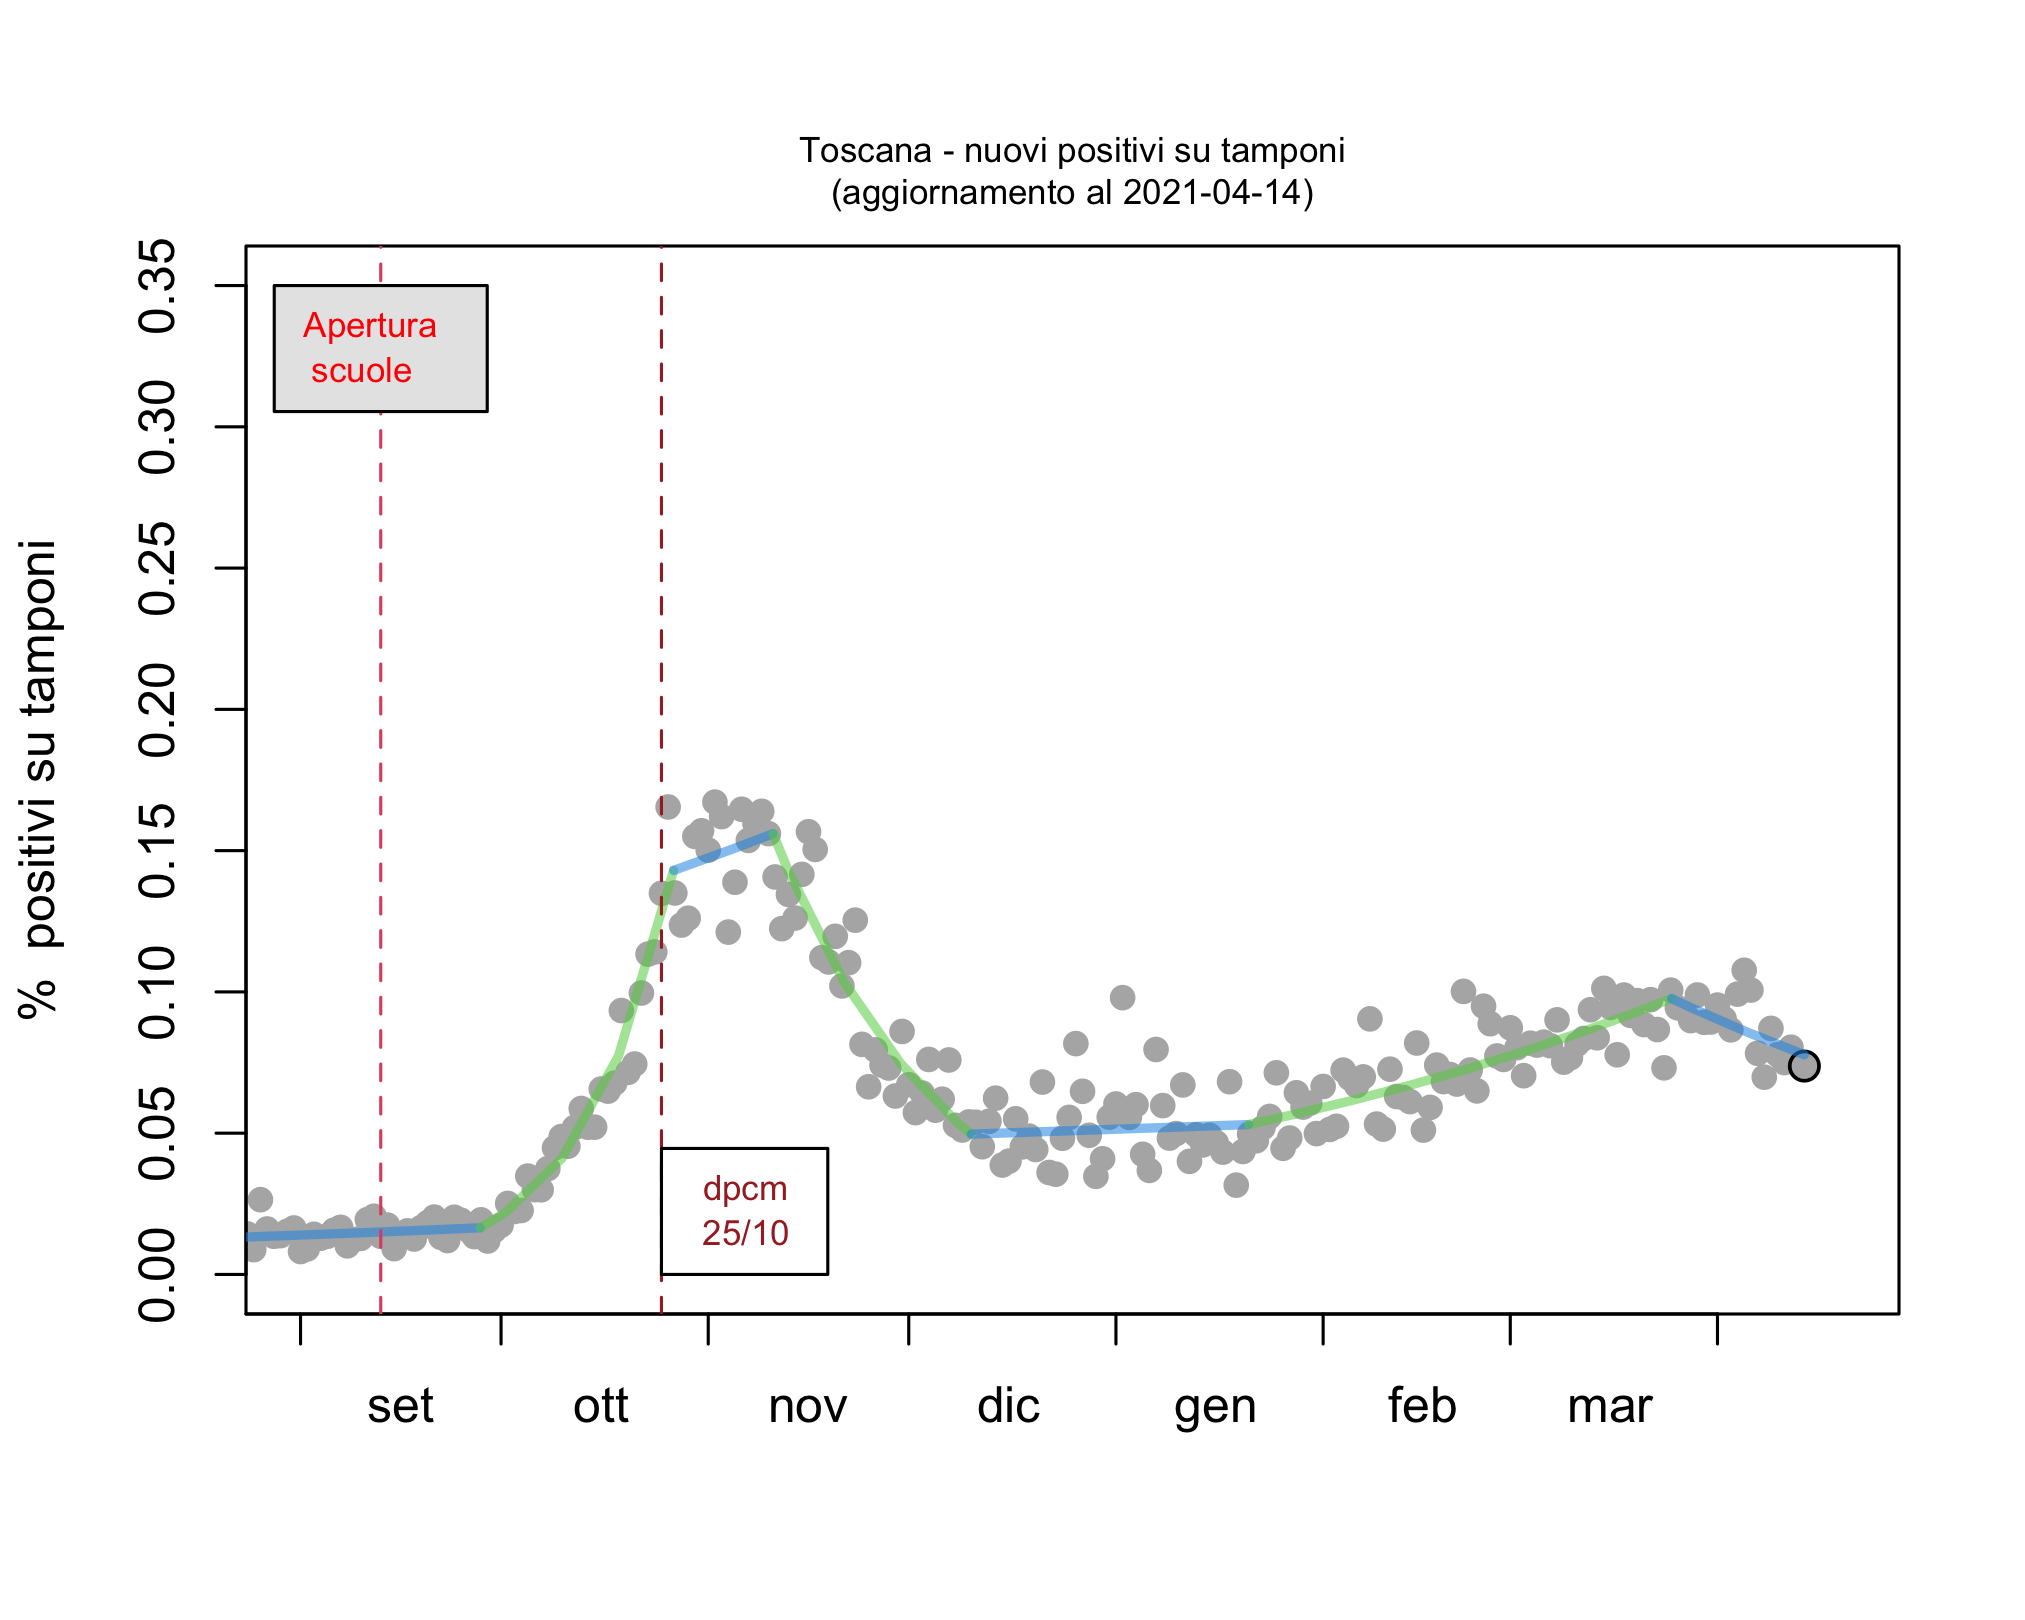 Toscana - nuovi positivi su tamponi
(aggiornamento al 2021-04-14)
% positivi su tamponi
0.35
0.30
0.25
0.20
0.15
0.10
0.05
0.00
Apertura
scuole
dpcm
25/10
set ott nov dic gen feb mar